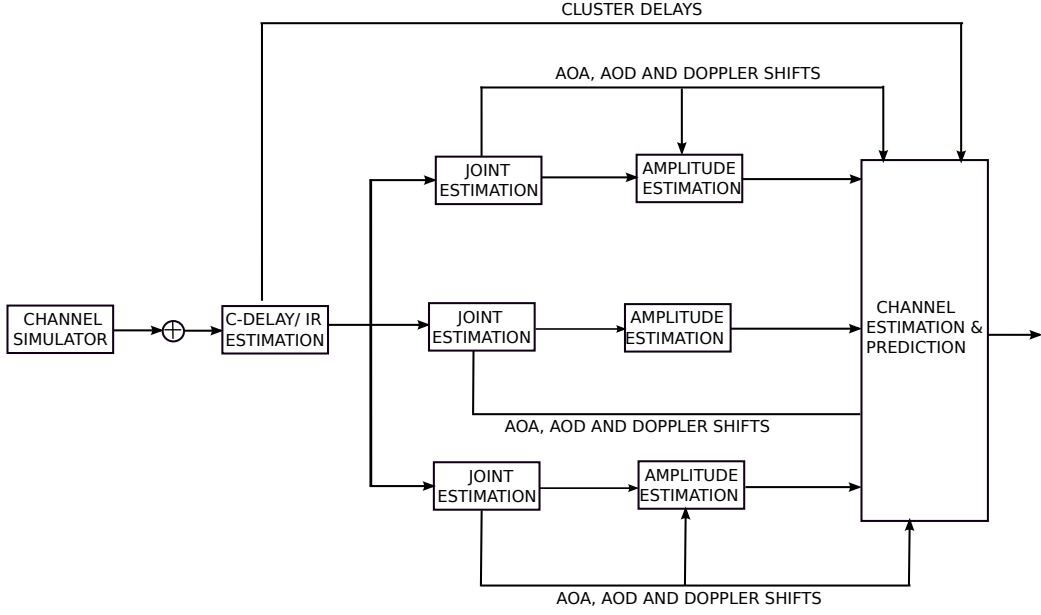 CLUSTER DELAYS
AOA, AOD AND DOPPLER SHIFTS
JOINT
ESTIMATION
AMPLITUDE
ESTIMATION
CHANNEL
SIMULATOR
C-DELAY/ IR
ESTIMATION
JOINT
ESTIMATION
AMPLITUDE
ESTIMATION
CHANNEL
ESTIMATION &
PREDICTION
AOA, AOD AND DOPPLER SHIFTS
JOINT
ESTIMATION
AMPLITUDE
ESTIMATION
AOA, AOD AND DOPPLER SHIFTS